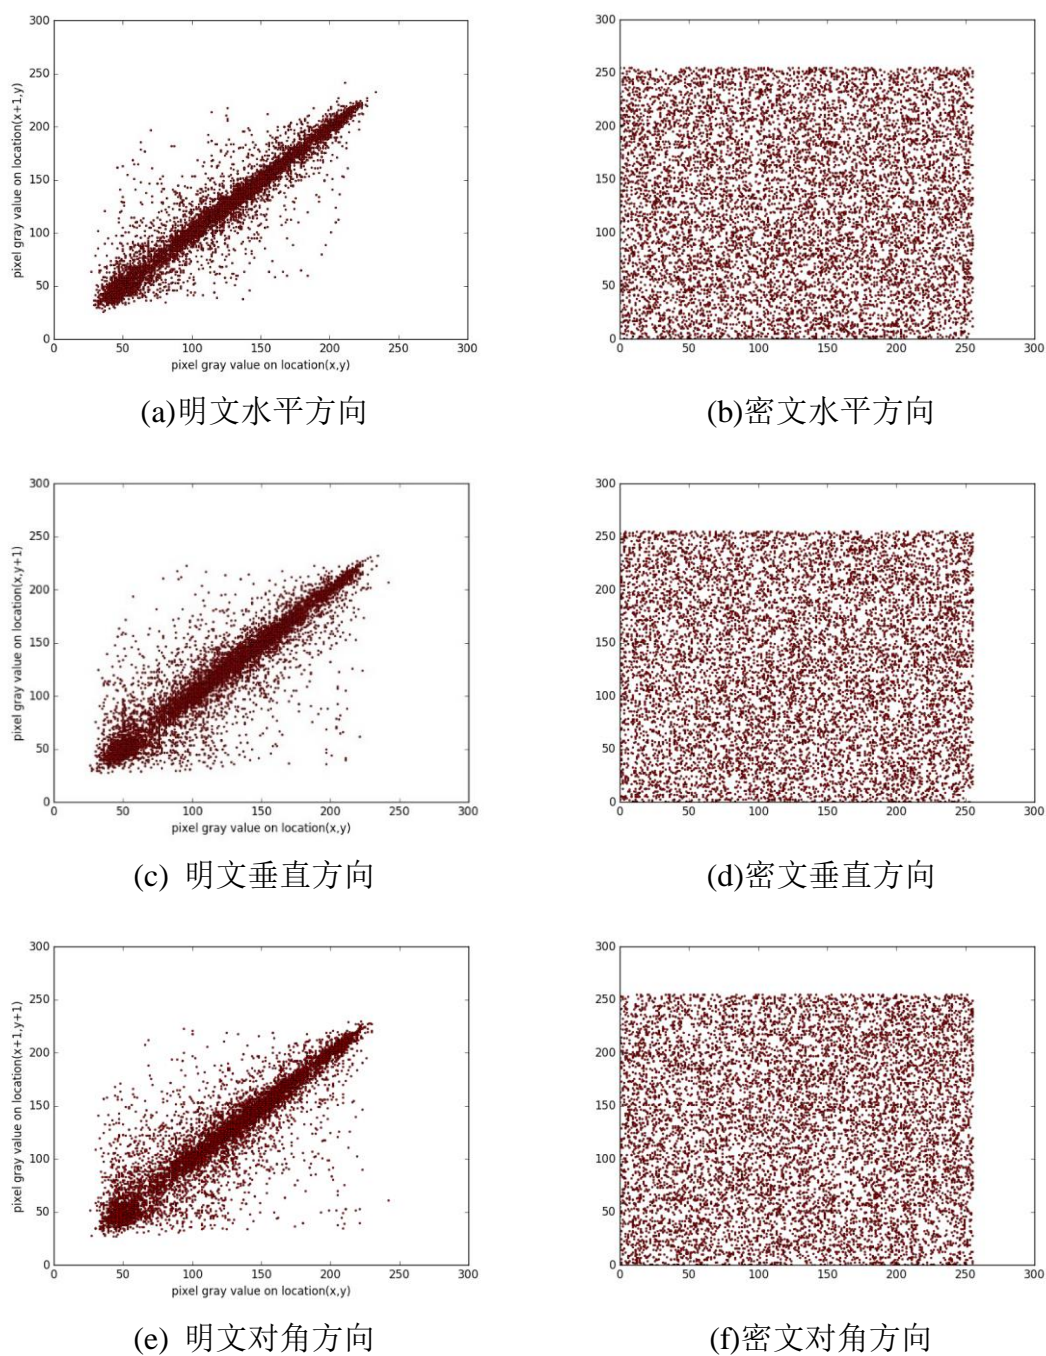 300
250
200
150
100
50
0
pixel gray value on location(x+1,y)
0 50 100 150 200 250 300
pixel gray value on location(x,y)
(a)明文水平方向
300
250
200
150
100
50
0
0 50 100 150 200 250 300
(b)密文水平方向
300
250
200
150
100
50
0
pixel gray value on location(x,y+1)
0 50 100 150 200 250 300
pixel gray value on location(x,y)
(c) 明文垂直方向
300
250
200
150
100
50
0
0 50 100 150 200 250 300
(d)密文垂直方向
300
250
200
150
100
50
0
pixel gray value on location(x+1,y+1)
0 50 100 150 200 250 300
pixel gray value on location(x,y)
(e) 明文对角方向
300
250
200
150
100
50
0
0 50 100 150 200 250 300
(f)密文对角方向